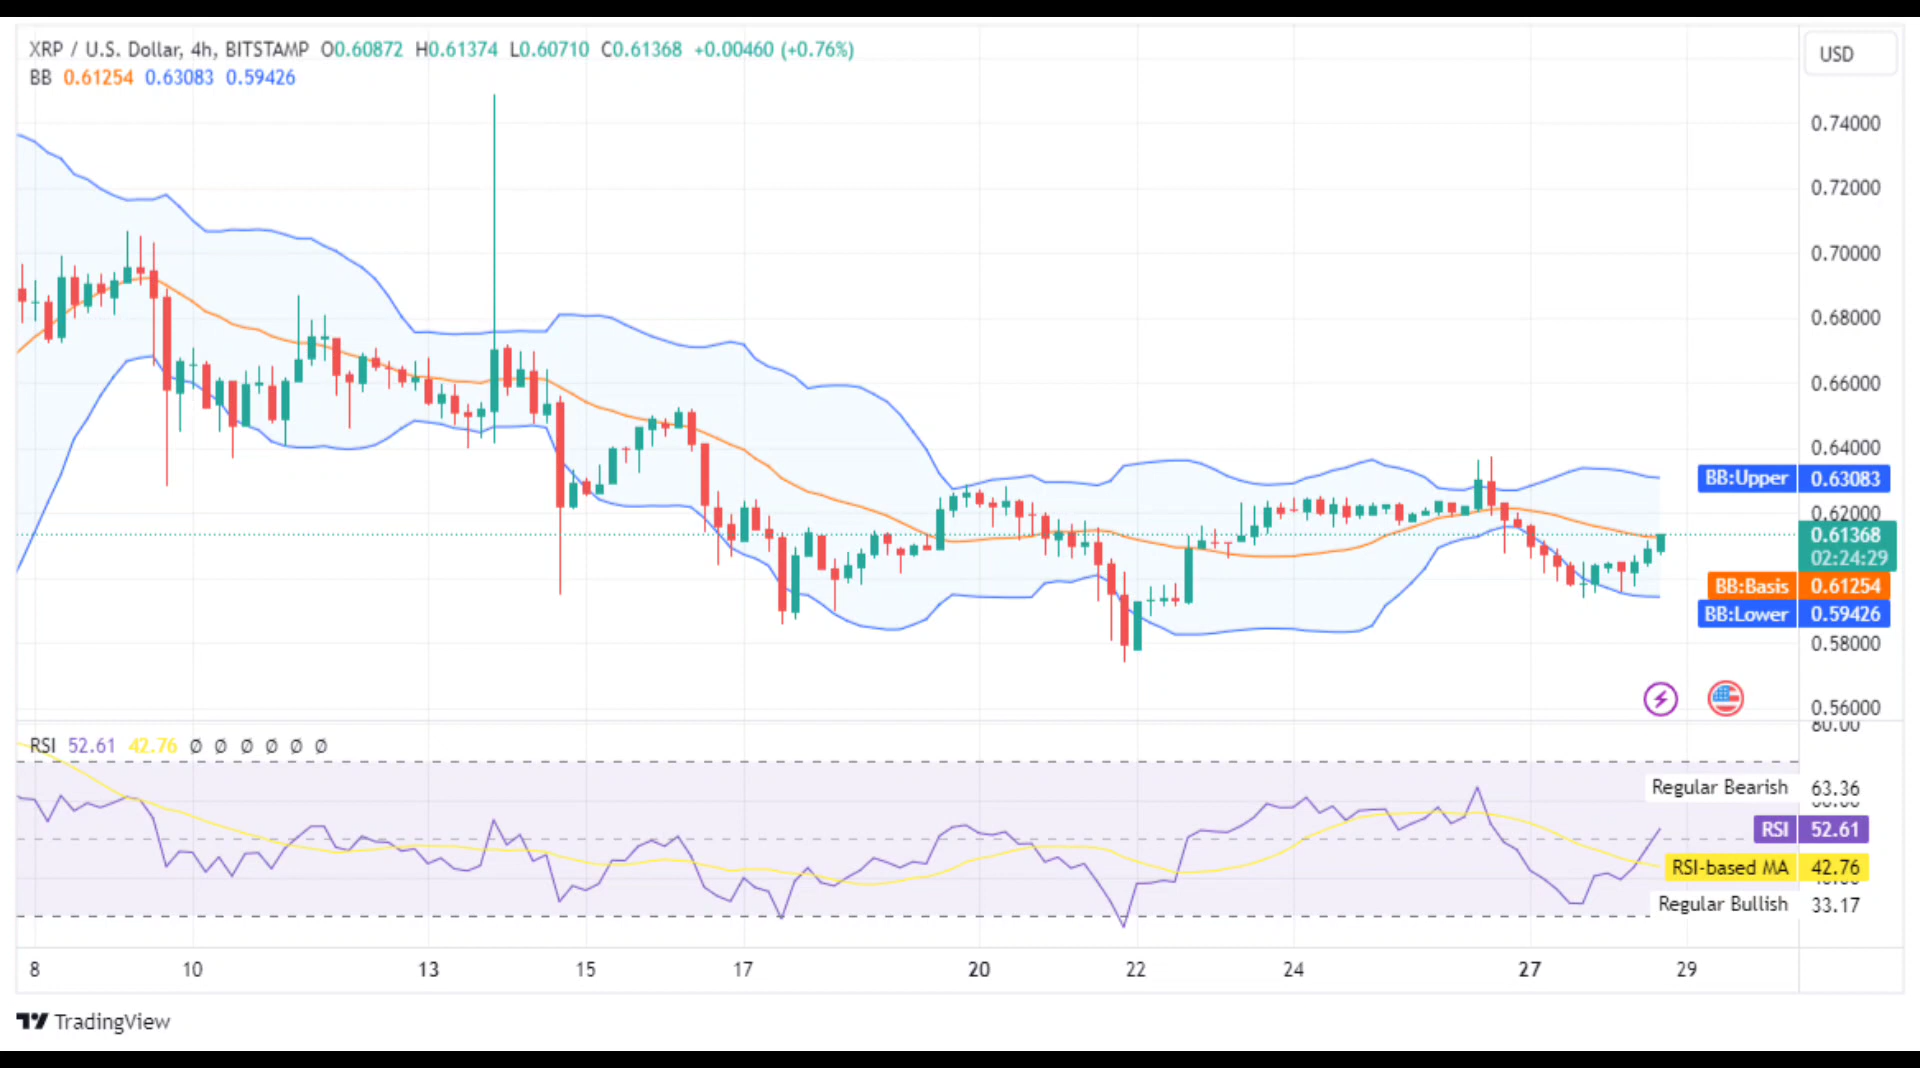 XRP / U.S. Dollar, 4h, BITSTAMP O0.60872 H0.61374 L0.60710 C0.61368 +0.00460 (+0.76%)
BB 0.61254 0.63083 0.59426
USD
0.74000
0.72000
0.70000
0.68000
0.66000
0.64000
BB:Upper 0.63083
0.62000
0.61368
02:24:29
BB:Basis 0.61254
BB:Lower 0.59426
0.58000
0.56000
80.00
RSI 52.61 42.76 Ø Ø Ø Ø Ø Ø
Regular Bearish 63.36
RSI 52.61
RSI-based MA 42.76
Regular Bullish 33.17
8 10 13 15 17 20 22 24 27 29
TradingView